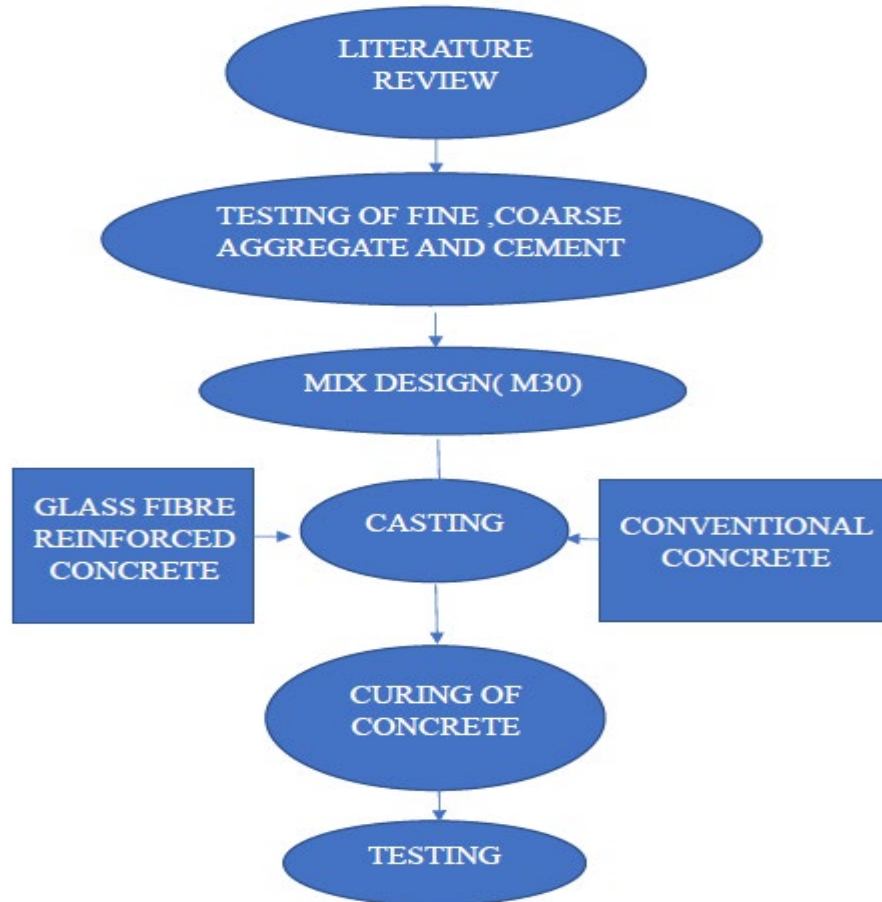 LITERATURE
REVIEW
TESTING OF FINE ,COARSE
AGGREGATE AND CEMENT
MIX DESIGN( M30)
GLASS FIBRE
REINFORCED
CONCRETE
CASTING
CONVENTIONAL
CONCRETE
CURING OF
CONCRETE
TESTING